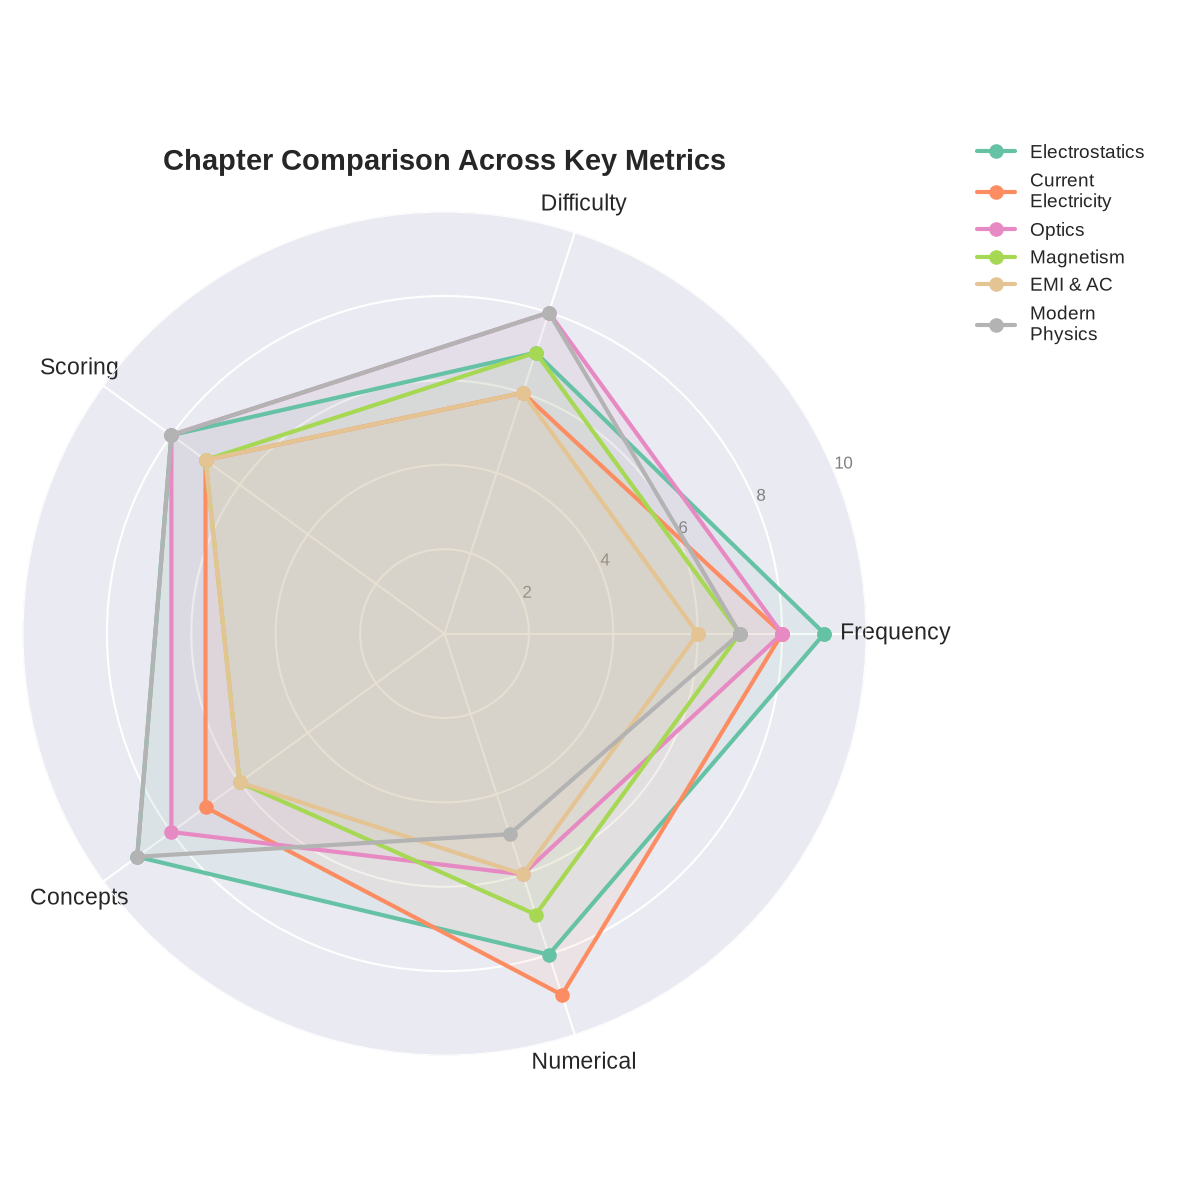 Chapter Comparison Across Key Metrics
Electrostatics
Current
Electricity
Optics
Magnetism
EMI & AC
Modern
Physics
Difficulty
Scoring
10
8
6
4
2
Frequency
Concepts
Numerical